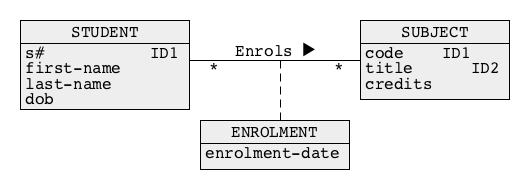 STUDENT
s# ID1
first-name
last-name
dob
Enrols ▶
* *
SUBJECT
code ID1
title ID2
credits
ENROLMENT
enrolment-date